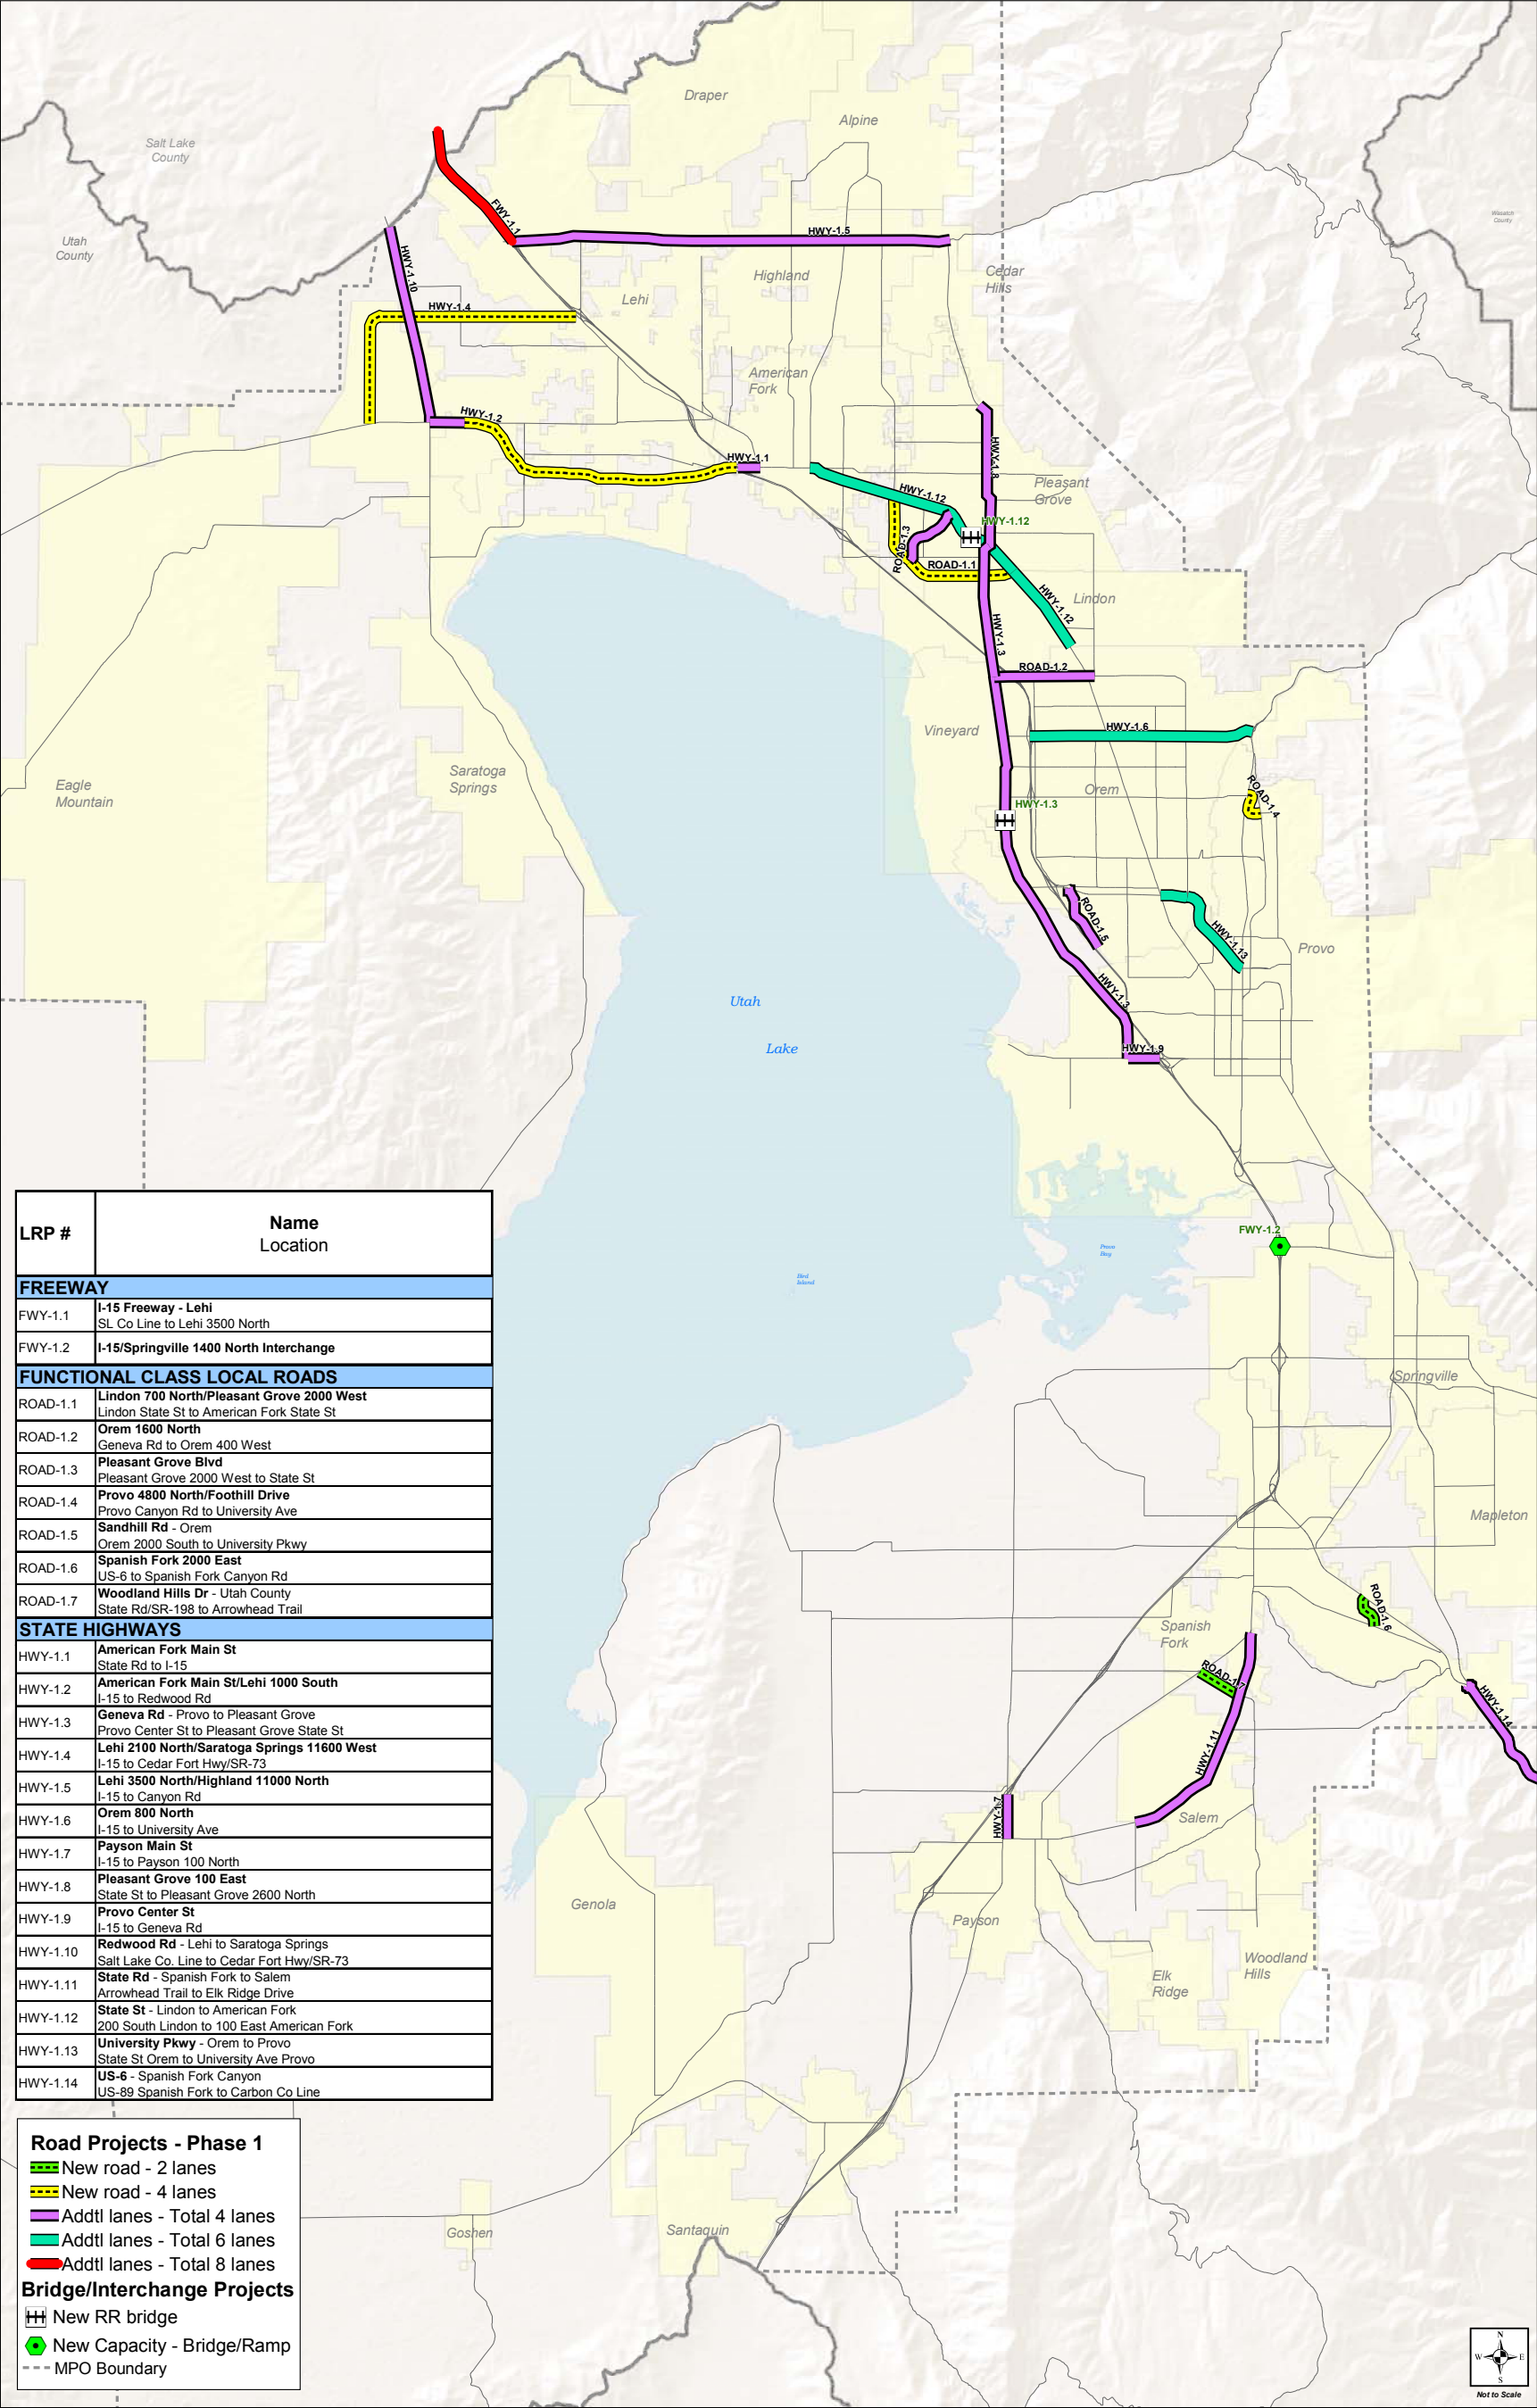 Draper
Alpine
Salt Lake
County
Wasatch
County
Utah
County
FWY-1.1
HWY-1.5
HWY-1.10
Highland
Cedar
Hills
Lehi
HWY-1.4
American
Fork
HWY-1.2
HWY-1.1
HWY-1.8
Pleasant
Grove
HWY-1.12
HWY-1.12
ROAD-1.3
ROAD-1.1
HWY-1.12
Lindon
HWY-1.3
ROAD-1.2
Vineyard
HWY-1.6
Saratoga
Springs
Eagle
Mountain
Orem
ROAD-1.4
HWY-1.3
ROAD-1.5
HWY-1.13
Provo
HWY-1.3
Utah
Lake
HWY-1.9
FWY-1.2
Provo
Bay
Bird
Island
Springville
Mapleton
ROAD-1.6
Spanish
Fork
ROAD-1.7
HWY-1.14
HWY-1.11
HWY-1.7
Salem
Genola
Payson
Elk
Ridge
Woodland
Hills
Goshen
Santaquin
LRP #
Name
Location
FREEWAY
FWY-1.1
I-15 Freeway - Lehi
SL Co Line to Lehi 3500 North
FWY-1.2
I-15/Springville 1400 North Interchange
FUNCTIONAL CLASS LOCAL ROADS
ROAD-1.1
Lindon 700 North/Pleasant Grove 2000 West
Lindon State St to American Fork State St
ROAD-1.2
Orem 1600 North
Geneva Rd to Orem 400 West
ROAD-1.3
Pleasant Grove Blvd
Pleasant Grove 2000 West to State St
ROAD-1.4
Provo 4800 North/Foothill Drive
Provo Canyon Rd to University Ave
ROAD-1.5
Sandhill Rd - Orem
Orem 2000 South to University Pkwy
ROAD-1.6
Spanish Fork 2000 East
US-6 to Spanish Fork Canyon Rd
ROAD-1.7
Woodland Hills Dr - Utah County
State Rd/SR-198 to Arrowhead Trail
STATE HIGHWAYS
HWY-1.1
American Fork Main St
State Rd to I-15
HWY-1.2
American Fork Main St/Lehi 1000 South
I-15 to Redwood Rd
HWY-1.3
Geneva Rd - Provo to Pleasant Grove
Provo Center St to Pleasant Grove State St
HWY-1.4
Lehi 2100 North/Saratoga Springs 11600 West
I-15 to Cedar Fort Hwy/SR-73
HWY-1.5
Lehi 3500 North/Highland 11000 North
I-15 to Canyon Rd
HWY-1.6
Orem 800 North
I-15 to University Ave
HWY-1.7
Payson Main St
I-15 to Payson 100 North
HWY-1.8
Pleasant Grove 100 East
State St to Pleasant Grove 2600 North
HWY-1.9
Provo Center St
I-15 to Geneva Rd
HWY-1.10
Redwood Rd - Lehi to Saratoga Springs
Salt Lake Co. Line to Cedar Fort Hwy/SR-73
HWY-1.11
State Rd - Spanish Fork to Salem
Arrowhead Trail to Elk Ridge Drive
HWY-1.12
State St - Lindon to American Fork
200 South Lindon to 100 East American Fork
HWY-1.13
University Pkwy - Orem to Provo
State St Orem to University Ave Provo
HWY-1.14
US-6 - Spanish Fork Canyon
US-89 Spanish Fork to Carbon Co Line
Road Projects - Phase 1
New road - 2 lanes
New road - 4 lanes
Addtl lanes - Total 4 lanes
Addtl lanes - Total 6 lanes
Addtl lanes - Total 8 lanes
Bridge/Interchange Projects
New RR bridge
New Capacity - Bridge/Ramp
MPO Boundary
N
W E
S
Not to Scale